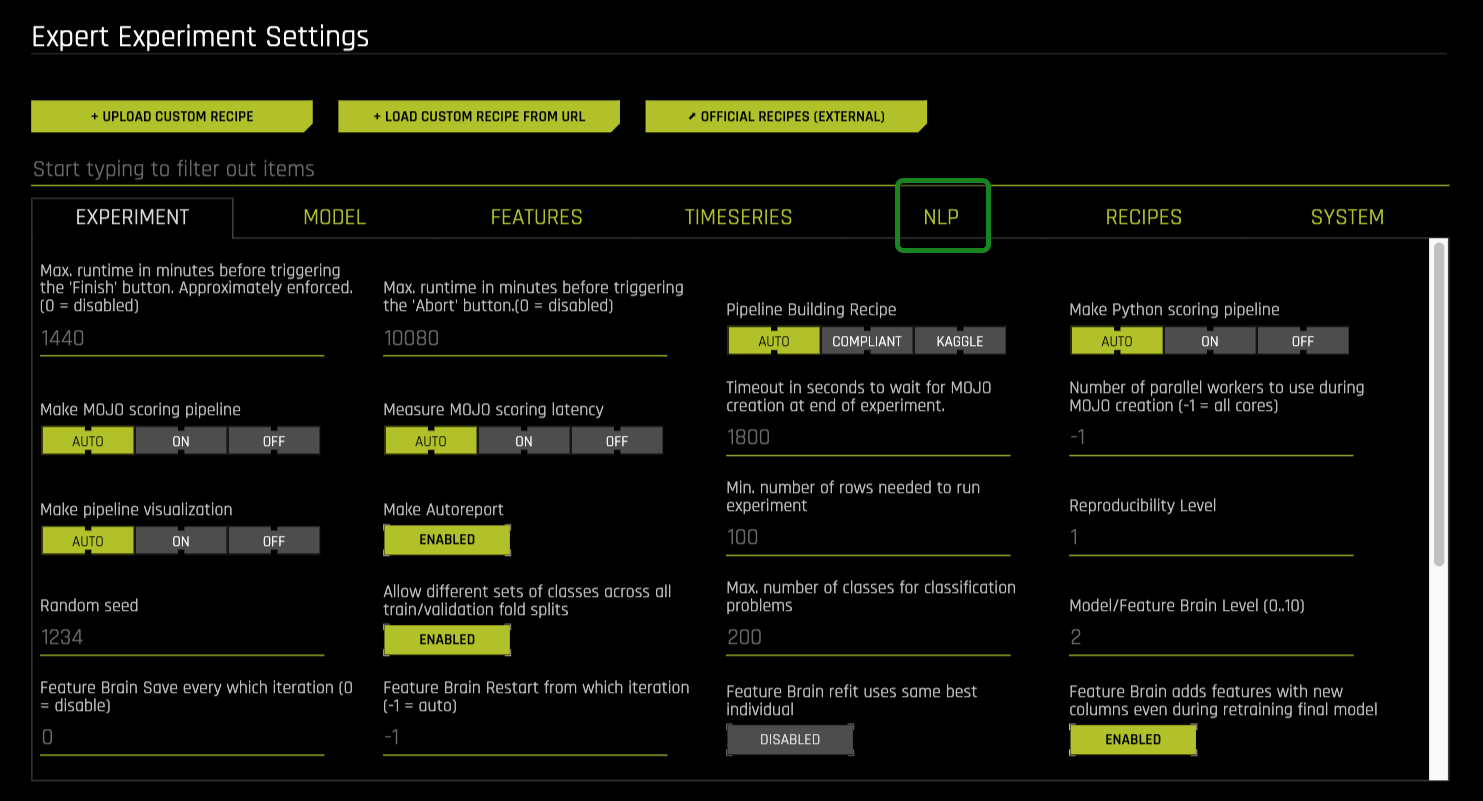 Expert Experiment Settings
+ UPLOAD CUSTOM RECIPE
+ LOAD CUSTOM RECIPE FROM URL
OFFICIAL RECIPES (EXTERNAL)
Start typing to filter out items
EXPERIMENT
MODEL
FEATURES
TIMESERIES
NLP
RECIPES
SYSTEM
Max. runtime in minutes before triggering
the 'Finish' button. Approximately enforced.
(0 = disabled)
1440
Max. runtime in minutes before triggering
the 'Abort' button.(0 = disabled)
10080
Pipeline Building Recipe
AUTO COMPLIANT KAGGLE
Make Python scoring pipeline
AUTO ON OFF
Make MOJO scoring pipeline
AUTO ON OFF
Measure MOJO scoring latency
AUTO ON OFF
Timeout in seconds to wait for MOJO
creation at end of experiment.
1800
Number of parallel workers to use during
MOJO creation (-1 = all cores)
-1
Make pipeline visualization
AUTO ON OFF
Make Autoreport
ENABLED
Min. number of rows needed to run
experiment
100
Reproducibility Level
1
Random seed
1234
Allow different sets of classes across all
train/validation fold splits
ENABLED
Max. number of classes for classification
problems
200
Model/Feature Brain Level (0..10)
2
Feature Brain Save every which iteration (0
= disable)
0
Feature Brain Restart from which iteration
(-1 = auto)
-1
Feature Brain refit uses same best
individual
DISABLED
Feature Brain adds features with new
columns even during retraining final model
ENABLED